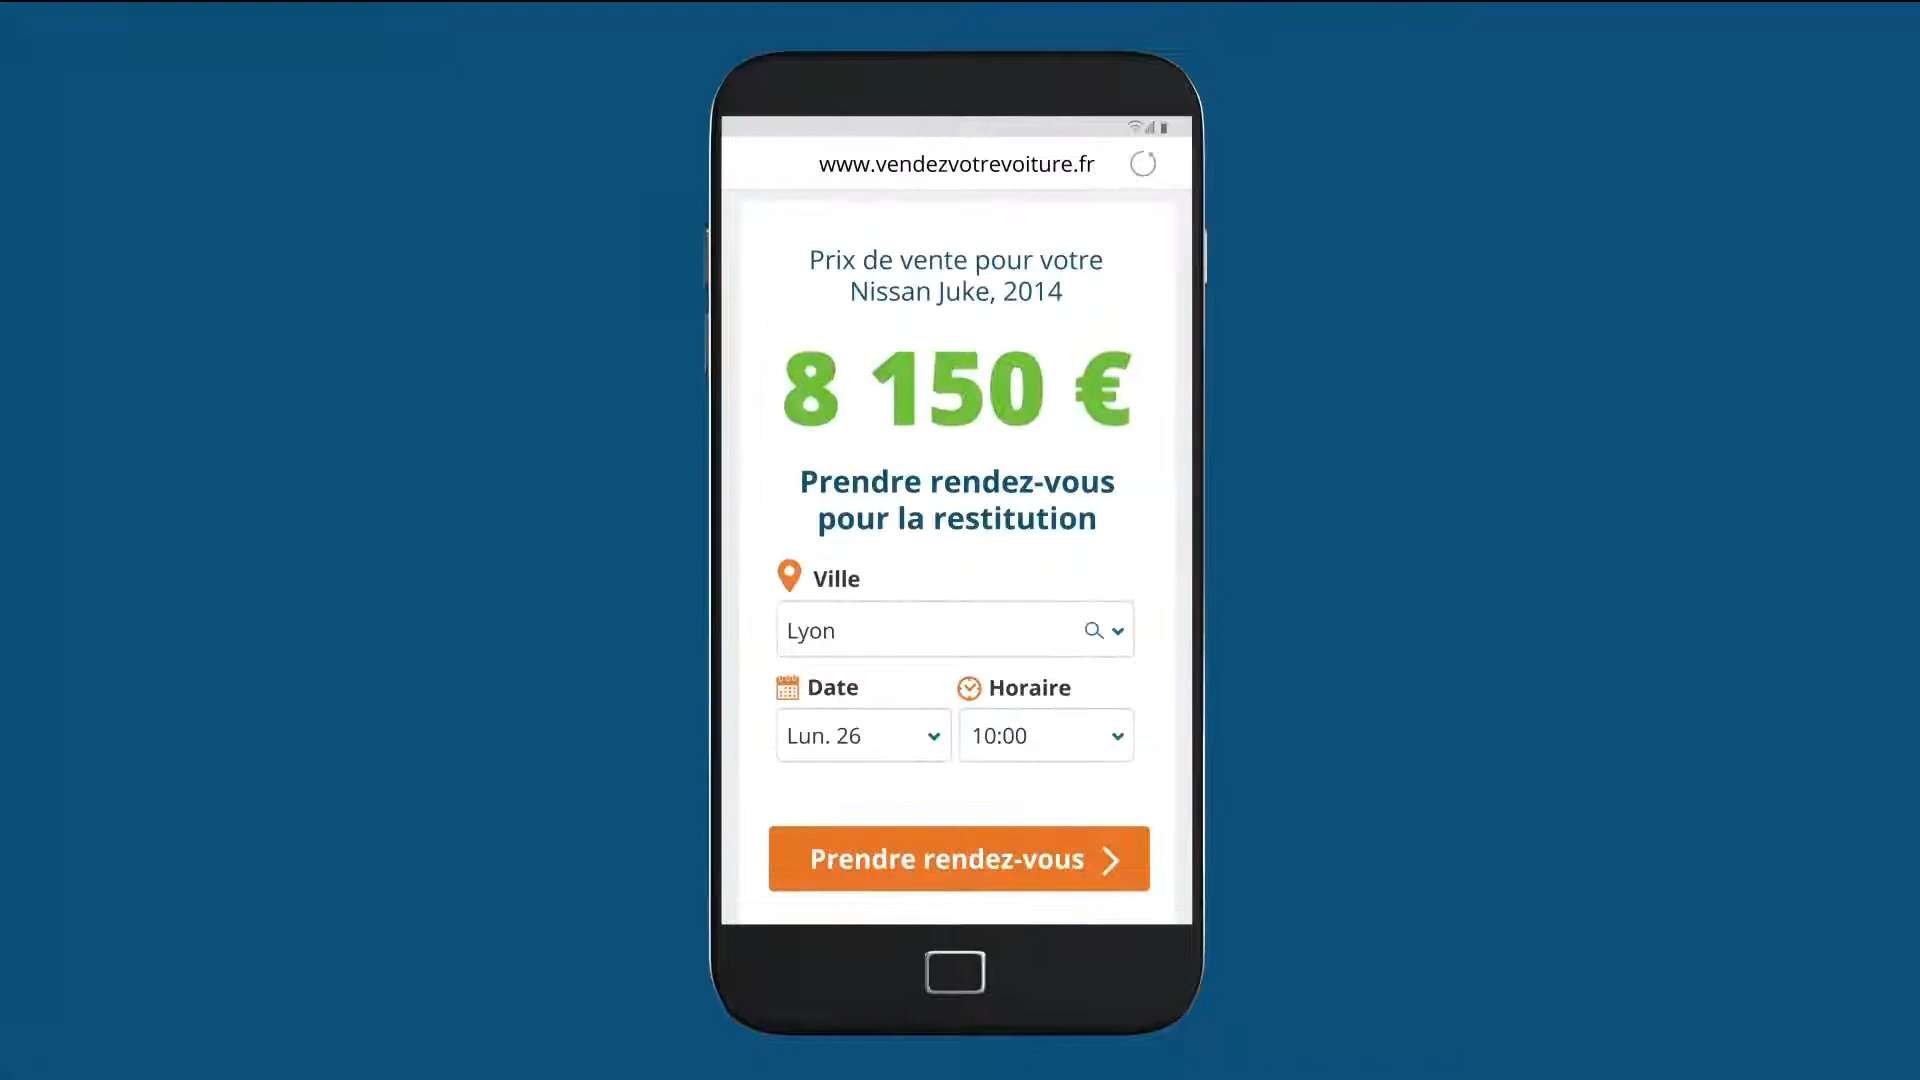 www.vendezvotrevoiture.fr
Prix de vente pour votre
Nissan Juke, 2014
8 150 €
Prendre rendez-vous
pour la restitution
Ville
Lyon
Date
Horaire
Lun. 26
10:00
Prendre rendez-vous